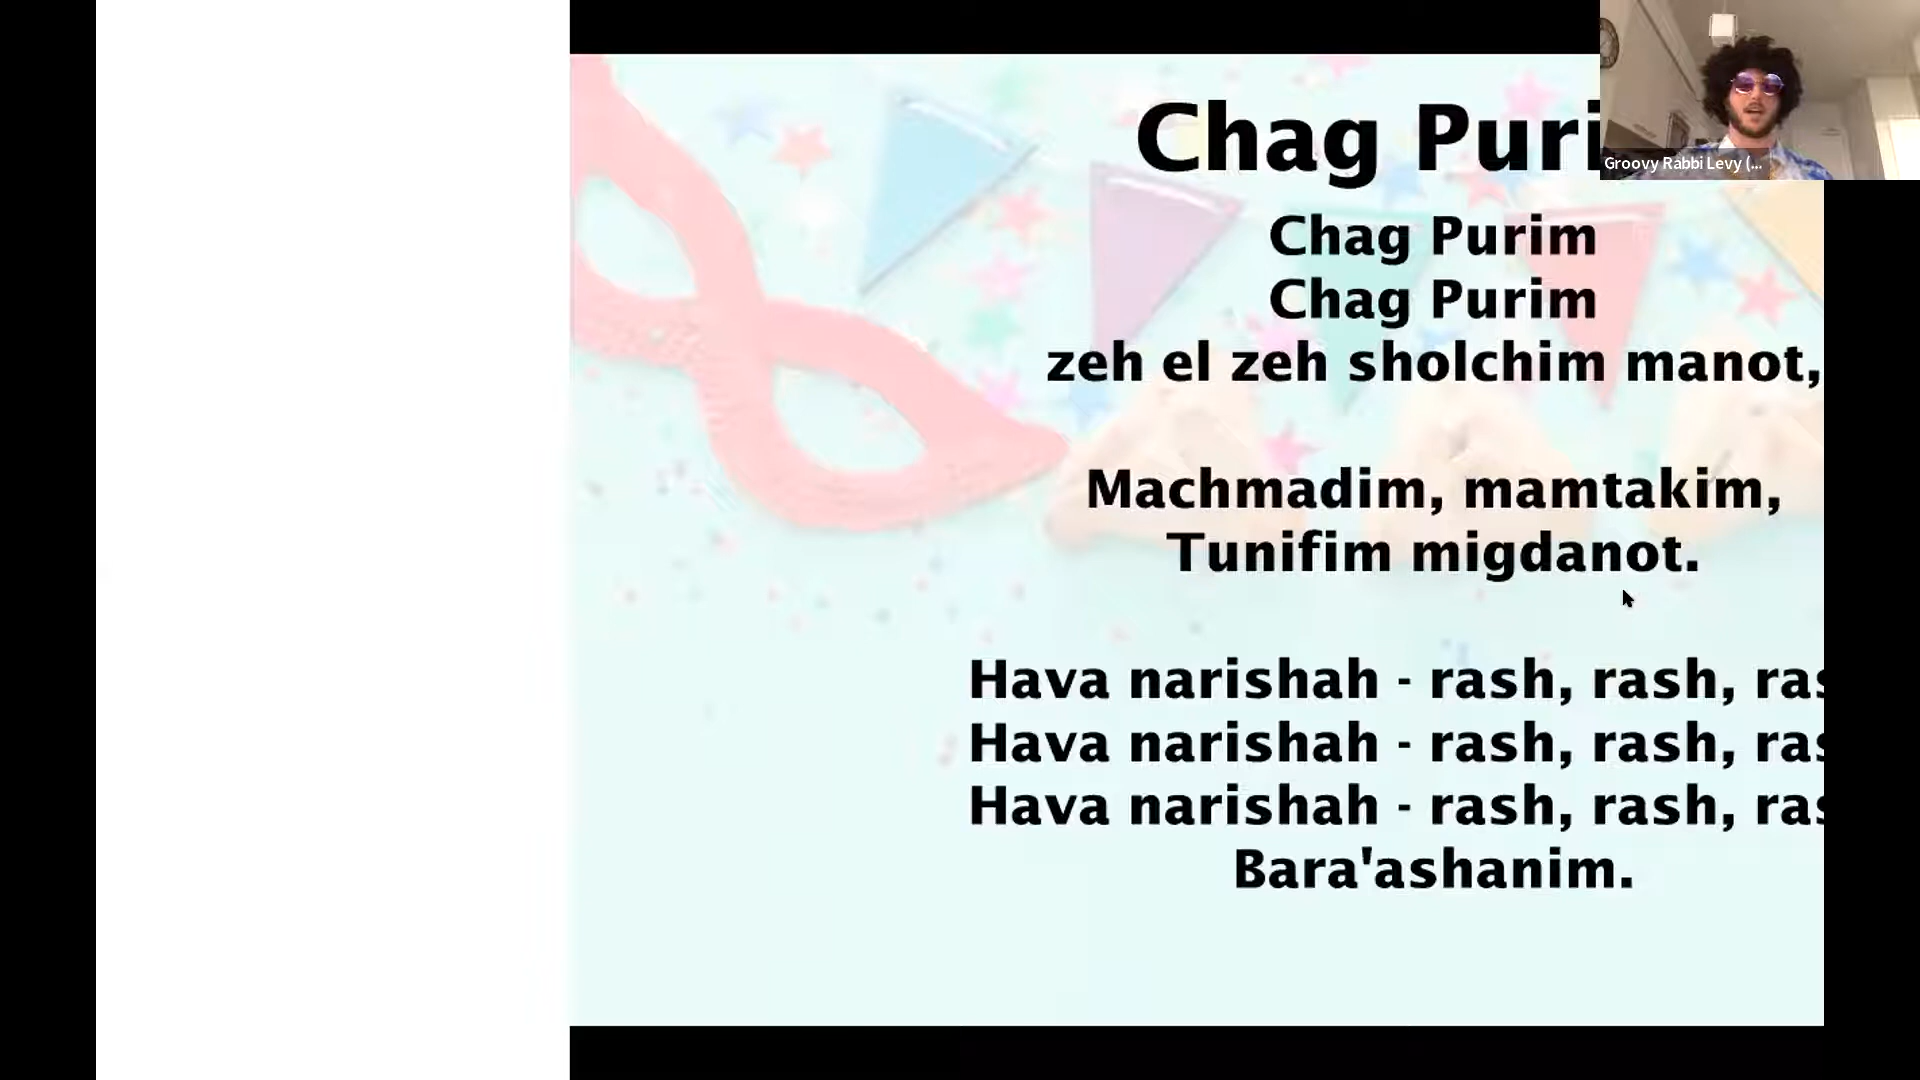 Chag Puri
Groovy Rabbi Levy (...
Chag Purim
Chag Purim
zeh el zeh sholchim manot,
Machmadim, mamtakim,
Tunifim migdanot.
Hava narishah - rash, rash, ras
Hava narishah - rash, rash, ras
Hava narishah - rash, rash, ras
Bara'ashanim.